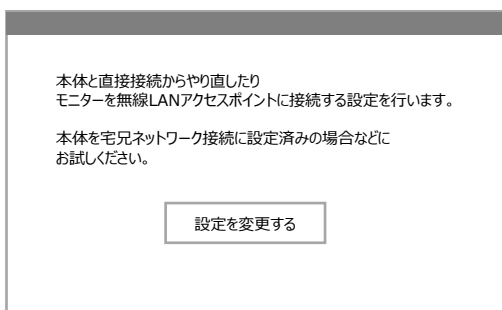 本体と直接接続からやり直したり
モニターを無線LANアクセスポイントに接続する設定を行います。
本体を宅兄ネットワーク接続に設定済みの場合などに
お試しください。
設定を変更する